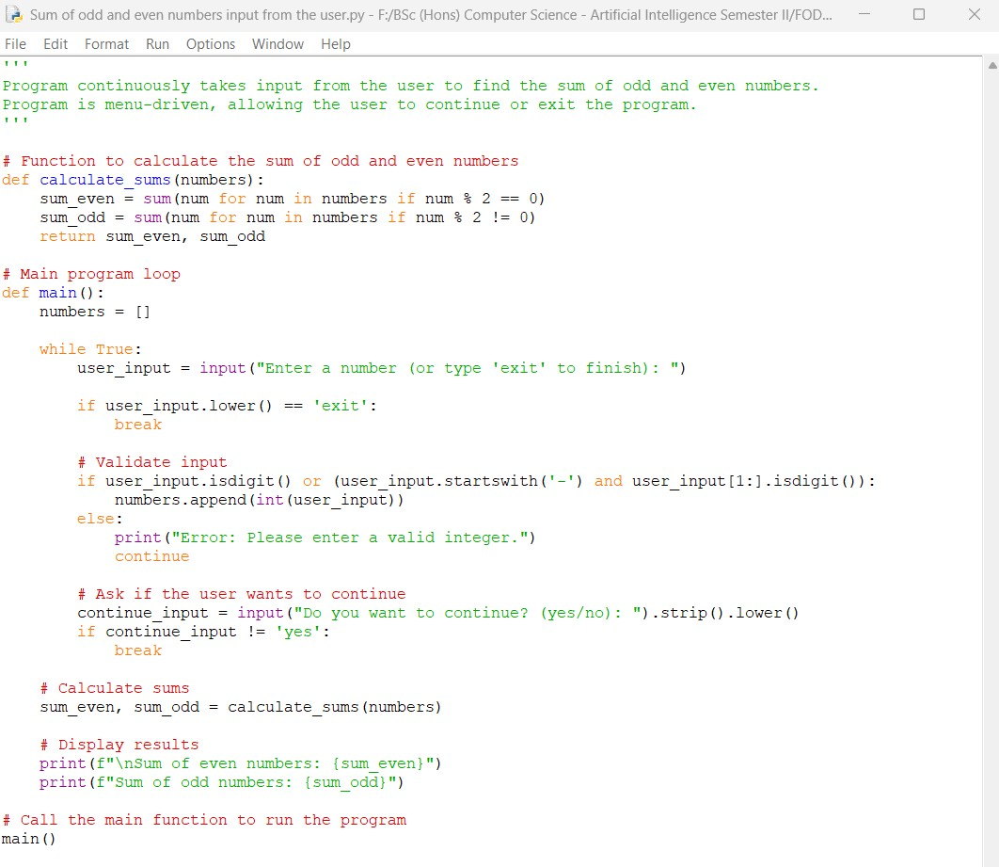 Sum of odd and even numbers input from the user.py - F:/BSc (Hons) Computer Science - Artificial Intelligence Semester II/FOD...
File Edit Format Run Options Window Help
'''
Program continuously takes input from the user to find the sum of odd and even numbers.
Program is menu-driven, allowing the user to continue or exit the program.
'''

# Function to calculate the sum of odd and even numbers
def calculate_sums(numbers):
    sum_even = sum(num for num in numbers if num % 2 == 0)
    sum_odd = sum(num for num in numbers if num % 2 != 0)
    return sum_even, sum_odd

# Main program loop
def main():
    numbers = []

    while True:
        user_input = input("Enter a number (or type 'exit' to finish): ")

        if user_input.lower() == 'exit':
            break

        # Validate input
        if user_input.isdigit() or (user_input.startswith('-') and user_input[1:].isdigit()):
            numbers.append(int(user_input))
        else:
            print("Error: Please enter a valid integer.")
            continue

        # Ask if the user wants to continue
        continue_input = input("Do you want to continue? (yes/no): ").strip().lower()
        if continue_input != 'yes':
            break

    # Calculate sums
    sum_even, sum_odd = calculate_sums(numbers)

    # Display results
    print(f"\nSum of even numbers: {sum_even}")
    print(f"Sum of odd numbers: {sum_odd}")

# Call the main function to run the program
main()